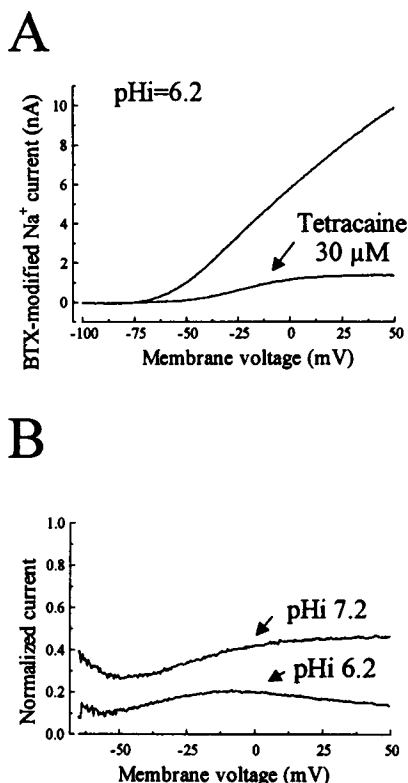 A
pHi=6.2
BTX-modified Na⁺ current (nA)
10
8
6
4
2
0
Tetracaine
30 µM
-100 -75 -50 -25 0 25 50
Membrane voltage (mV)
B
Normalized current
1.0
0.8
0.6
0.4
0.2
0.0
pHi 7.2
pHi 6.2
-50 -25 0 25 50
Membrane voltage (mV)